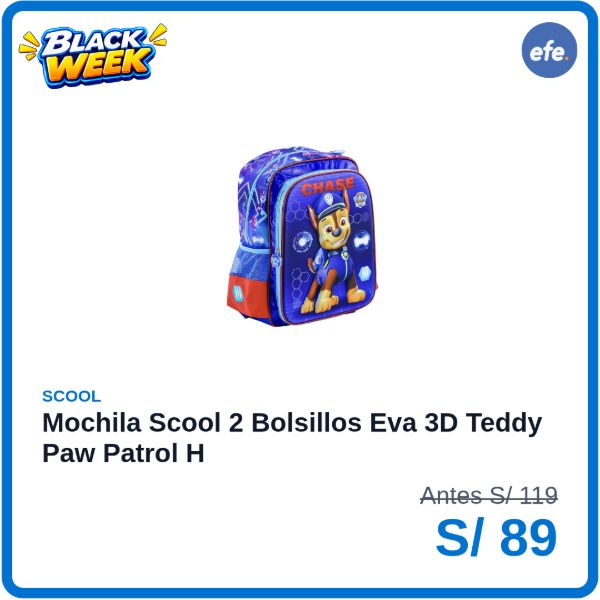 BLACK
WEEK
efe.
CHASE
SCOOL
Mochila Scool 2 Bolsillos Eva 3D Teddy
Paw Patrol H
Antes S/ 119
S/ 89